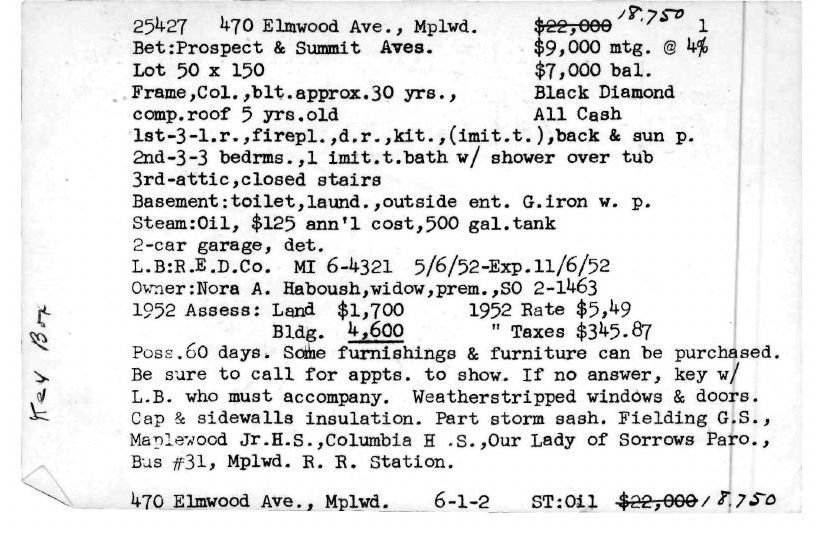 25427 470 Elmwood Ave., Mplwd. $22,000 18.750 1
Bet:Prospect & Summit Aves. $9,000 mtg. @ 4%
Lot 50 x 150 $7,000 bal.
Frame,Col.,blt.approx.30 yrs., Black Diamond
comp.roof 5 yrs.old All Cash
1st-3-l.r.,firepl.,d.r.,kit.,(imit.t.),back & sun p.
2nd-3-3 bedrms.,1 imit.t.bath w/ shower over tub
3rd-attic,closed stairs
Basement:toilet,laund.,outside ent. G.iron w. p.
Steam:Oil, $125 ann'l cost,500 gal.tank
2-car garage, det.
L.B:R.E.D.Co. MI 6-4321 5/6/52-Exp.11/6/52
Owner:Nora A. Haboush,widow,prem.,SO 2-1463
1952 Assess: Land $1,700 1952 Rate $5,49
Bldg. 4,600 " Taxes $345.87
Poss.60 days. Some furnishings & furniture can be purchased.
Be sure to call for appts. to show. If no answer, key w/
L.B. who must accompany. Weatherstripped windows & doors.
Cap & sidewalls insulation. Part storm sash. Fielding G.S.,
Maplewood Jr.H.S.,Columbia H .S.,Our Lady of Sorrows Paro.,
Bus #31, Mplwd. R. R. Station.
470 Elmwood Ave., Mplwd. 6-1-2 ST:Oil $22,000 18.750
Key Box